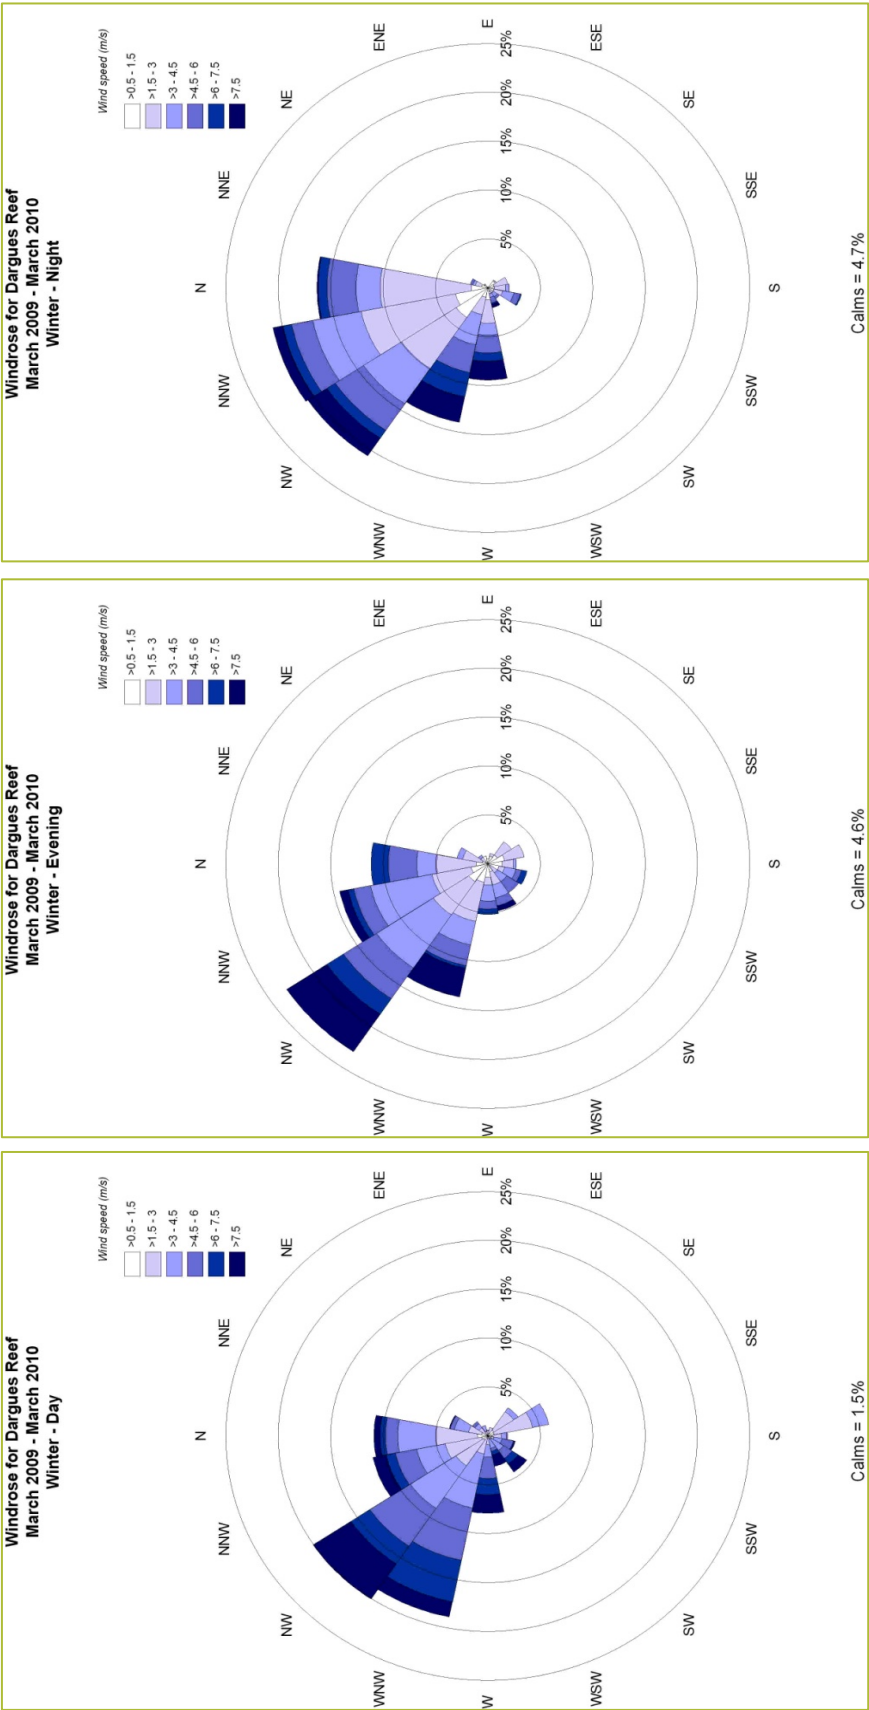 Windrose for Dargues Reef
March 2009 - March 2010
Winter - Day
Wind speed (m/s)
>0.5 - 1.5
>1.5 - 3
>3 - 4.5
>4.5 - 6
>6 - 7.5
>7.5
N
NNW
NNE
NW
NE
WNW
ENE
W
E
5%
10%
15%
20%
25%
WSW
ESE
SW
SE
SSW
SSE
S
Calms = 1.5%
Windrose for Dargues Reef
March 2009 - March 2010
Winter - Evening
Wind speed (m/s)
>0.5 - 1.5
>1.5 - 3
>3 - 4.5
>4.5 - 6
>6 - 7.5
>7.5
N
NNW
NNE
NW
NE
WNW
ENE
W
E
5%
10%
15%
20%
25%
WSW
ESE
SW
SE
SSW
SSE
S
Calms = 4.6%
Windrose for Dargues Reef
March 2009 - March 2010
Winter - Night
Wind speed (m/s)
>0.5 - 1.5
>1.5 - 3
>3 - 4.5
>4.5 - 6
>6 - 7.5
>7.5
N
NNW
NNE
NW
NE
WNW
ENE
W
E
5%
10%
15%
20%
25%
WSW
ESE
SW
SE
SSW
SSE
S
Calms = 4.7%